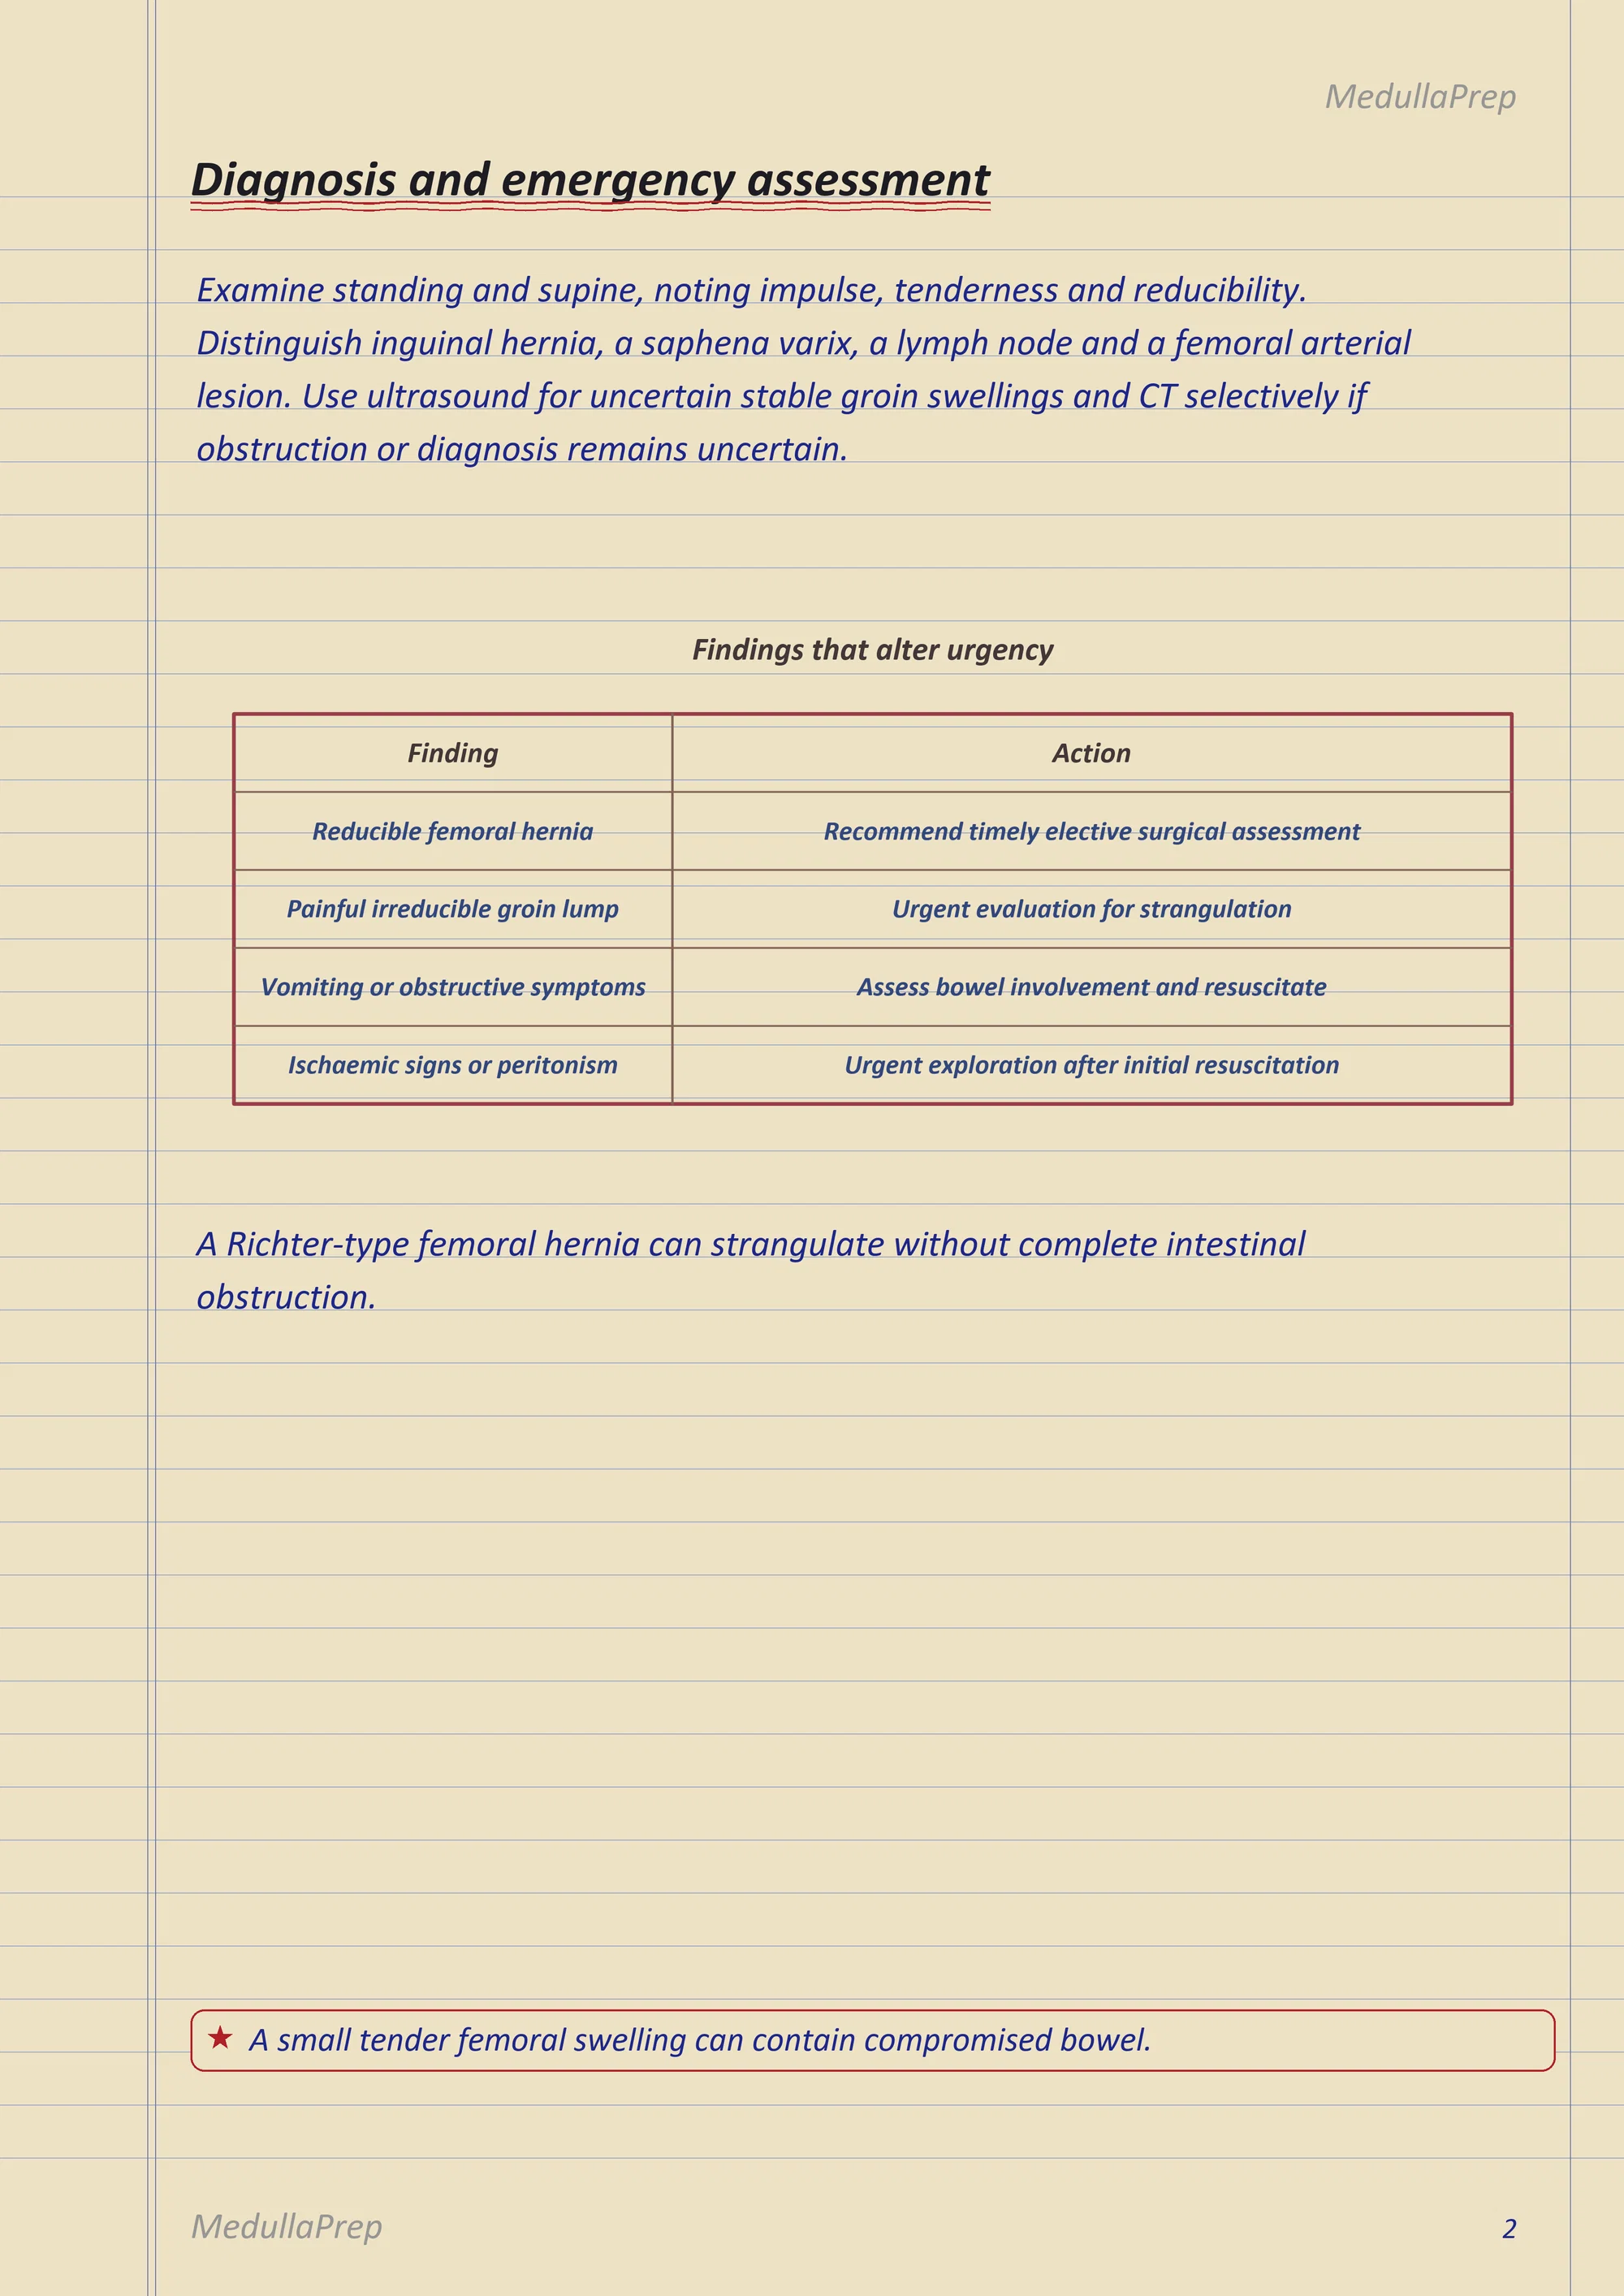 MedullaPrep
Diagnosis and emergency assessment
Examine standing and supine, noting impulse, tenderness and reducibility.
Distinguish inguinal hernia, a saphena varix, a lymph node and a femoral arterial
lesion. Use ultrasound for uncertain stable groin swellings and CT selectively if
obstruction or diagnosis remains uncertain.
Findings that alter urgency
Finding Action
Reducible femoral hernia Recommend timely elective surgical assessment
Painful irreducible groin lump Urgent evaluation for strangulation
Vomiting or obstructive symptoms Assess bowel involvement and resuscitate
Ischaemic signs or peritonism Urgent exploration after initial resuscitation
A Richter-type femoral hernia can strangulate without complete intestinal
obstruction.
★ A small tender femoral swelling can contain compromised bowel.
MedullaPrep 2